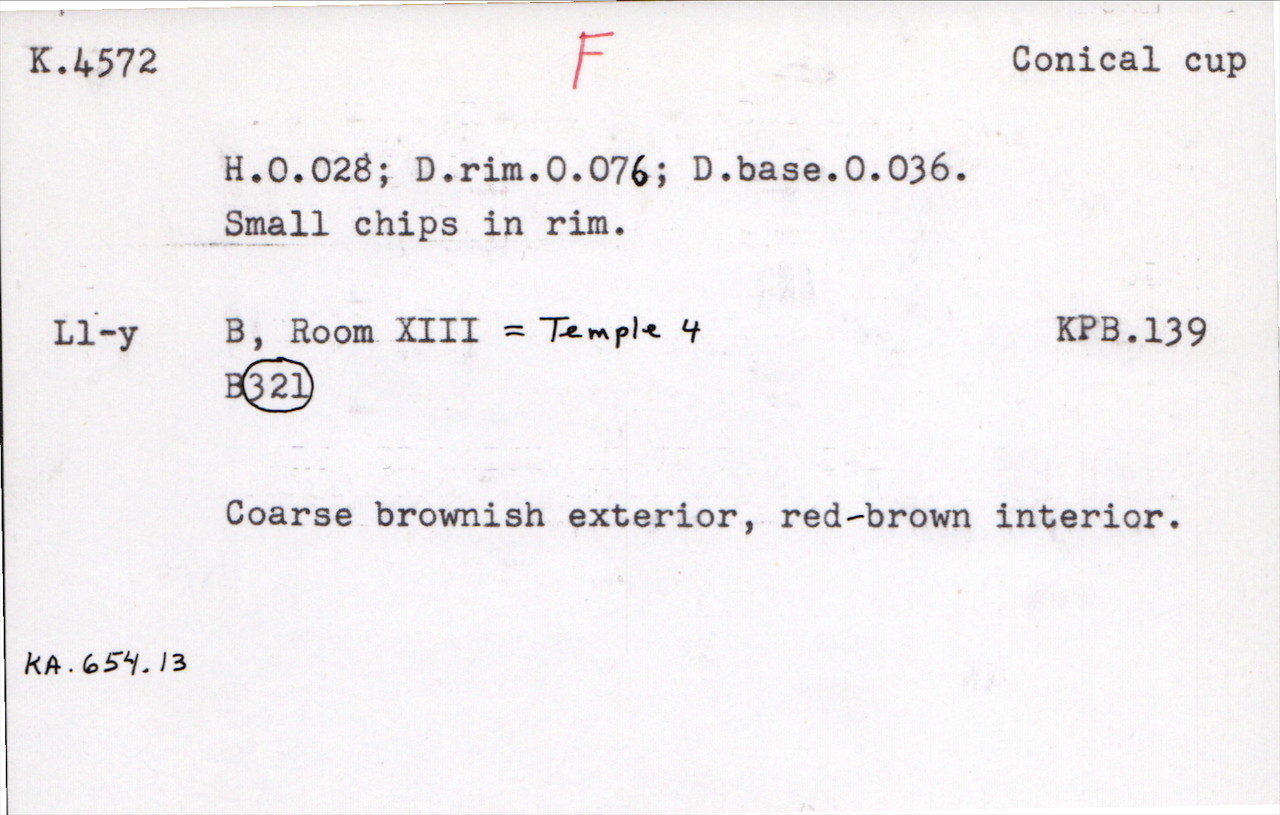 K.4572 F Conical cup
H.0.028; D.rim.0.076; D.base.0.036.
Small chips in rim.
Ll-y B, Room XIII = Temple 4 KPB.139
B321
Coarse brownish exterior, red-brown interior.
KA.654.13